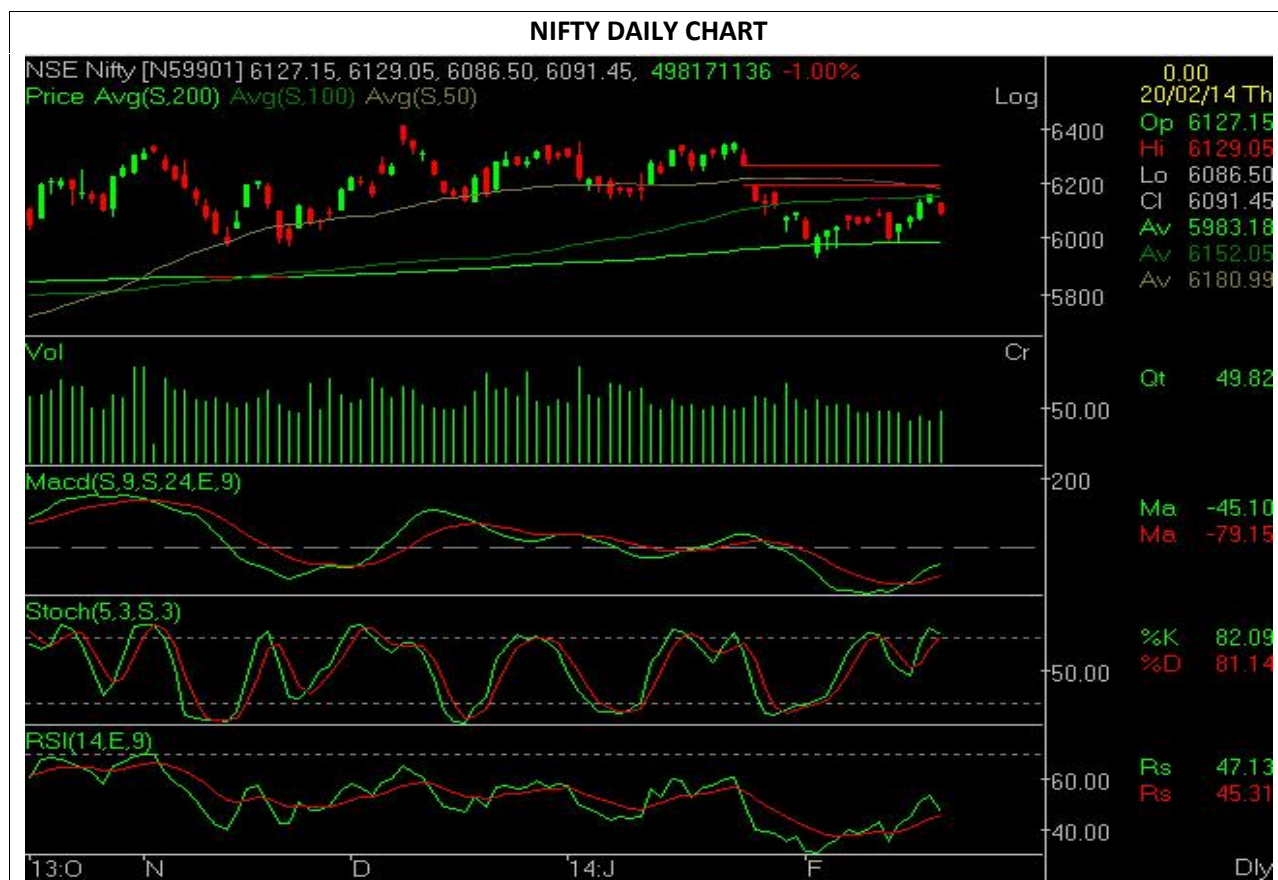 NIFTY DAILY CHART
NSE Nifty [N59901] 6127.15, 6129.05, 6086.50, 6091.45, 498171136 -1.00%
Price Avg(S,200) Avg(S,100) Avg(S,50)
Log
0.00
20/02/14 Th
Op 6127.15
Hi 6129.05
Lo 6086.50
Cl 6091.45
Av 5983.18
Av 6152.05
Av 6180.99
6400
6200
6000
5800
Vol
Cr
Qt 49.82
50.00
Macd(S,9,S,24,E,9)
200
Ma -45.10
Ma -79.15
Stoch(5,3,S,3)
%K 82.09
%D 81.14
50.00
RSI(14,E,9)
Rs 47.13
Rs 45.31
60.00
40.00
13:O N D 14:J F
Dly